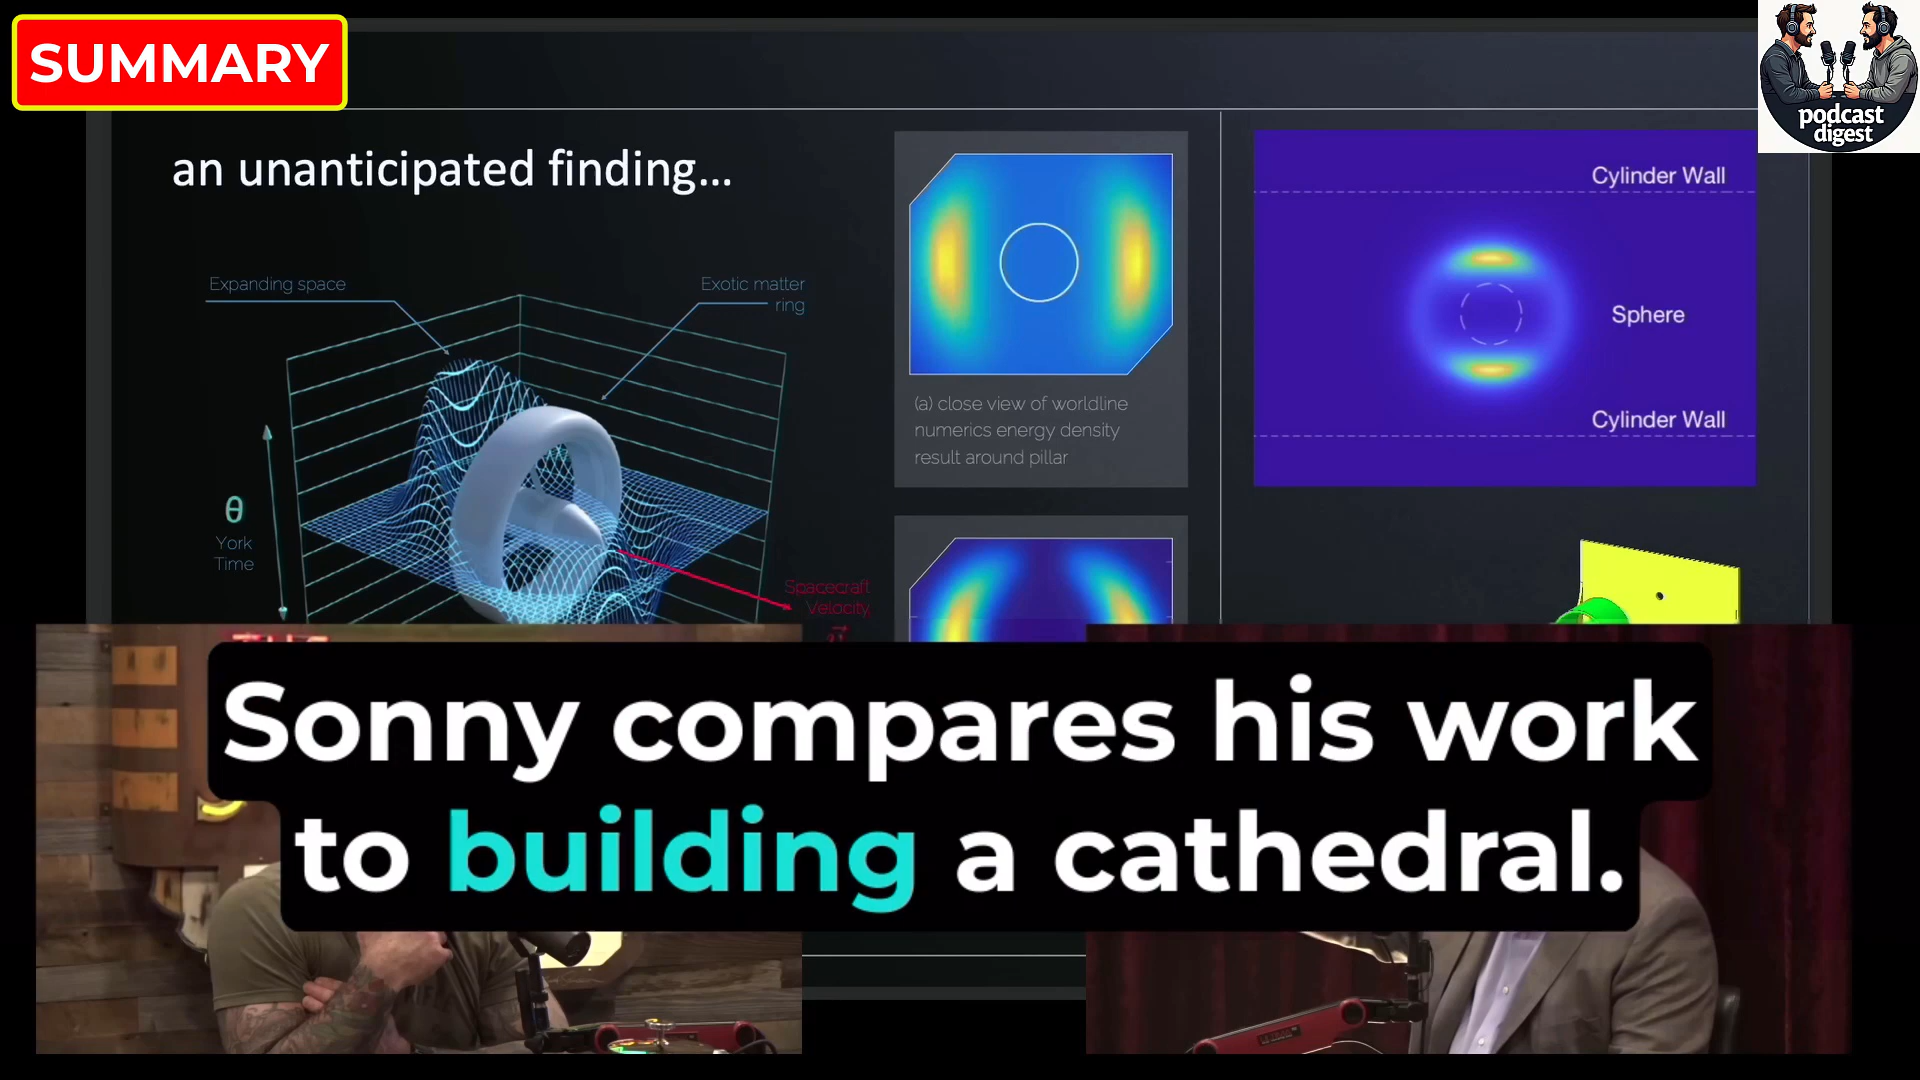 SUMMARY
podcast
digest
an unanticipated finding...
Expanding space
Exotic matter
ring
θ
York
Time
Spacecraft
Velocity
(a) close view of worldline
numerics energy density
result around pillar
Cylinder Wall
Sphere
Cylinder Wall
Sonny compares his work
to building a cathedral.